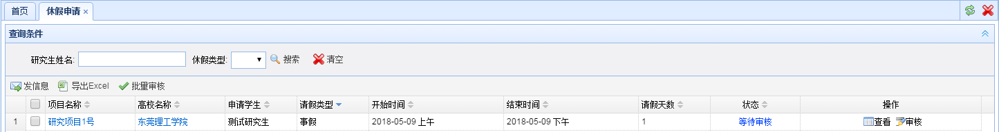 首页 休假申请 ×
查询条件
研究生姓名: 休假类型: 搜索 清空
发信息 导出Excel 批量审核
项目名称 高校名称 申请学生 请假类型 开始时间 结束时间 请假天数 状态 操作
1 研究项目1号 东莞理工学院 测试研究生 事假 2018-05-09 上午 2018-05-09 下午 1 等待审核 查看 审核